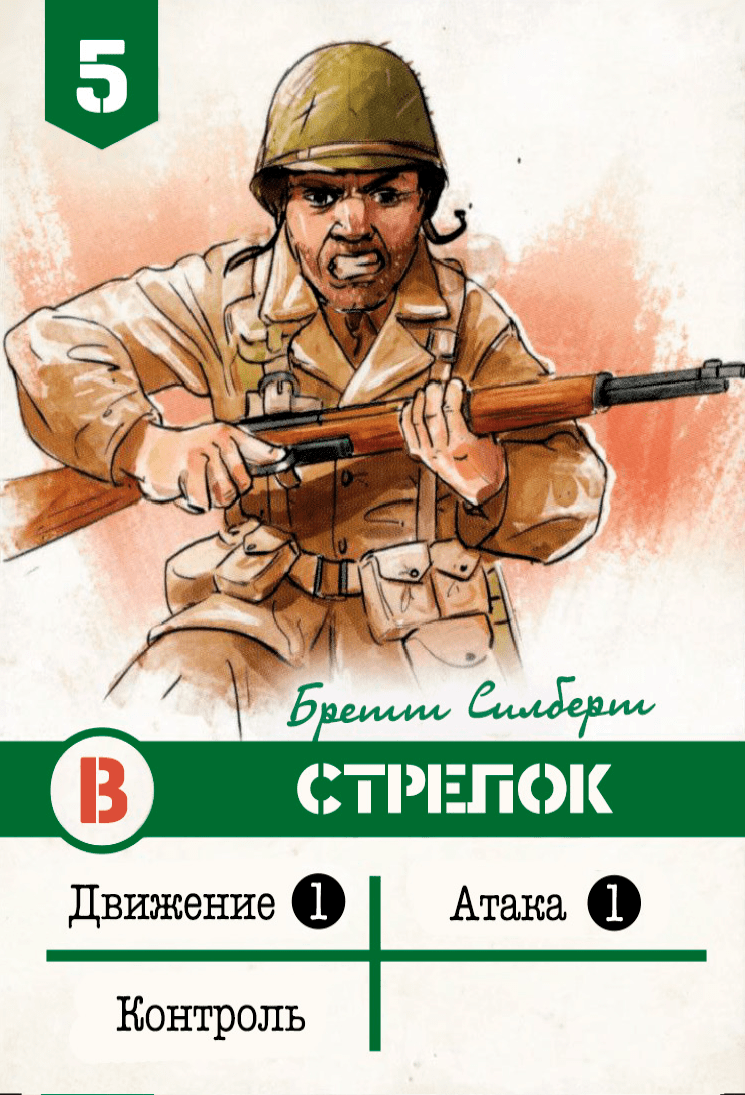 5
Бретт Силберт
В
СТРЕЛОК
Движение 1
Атака 1
Контроль